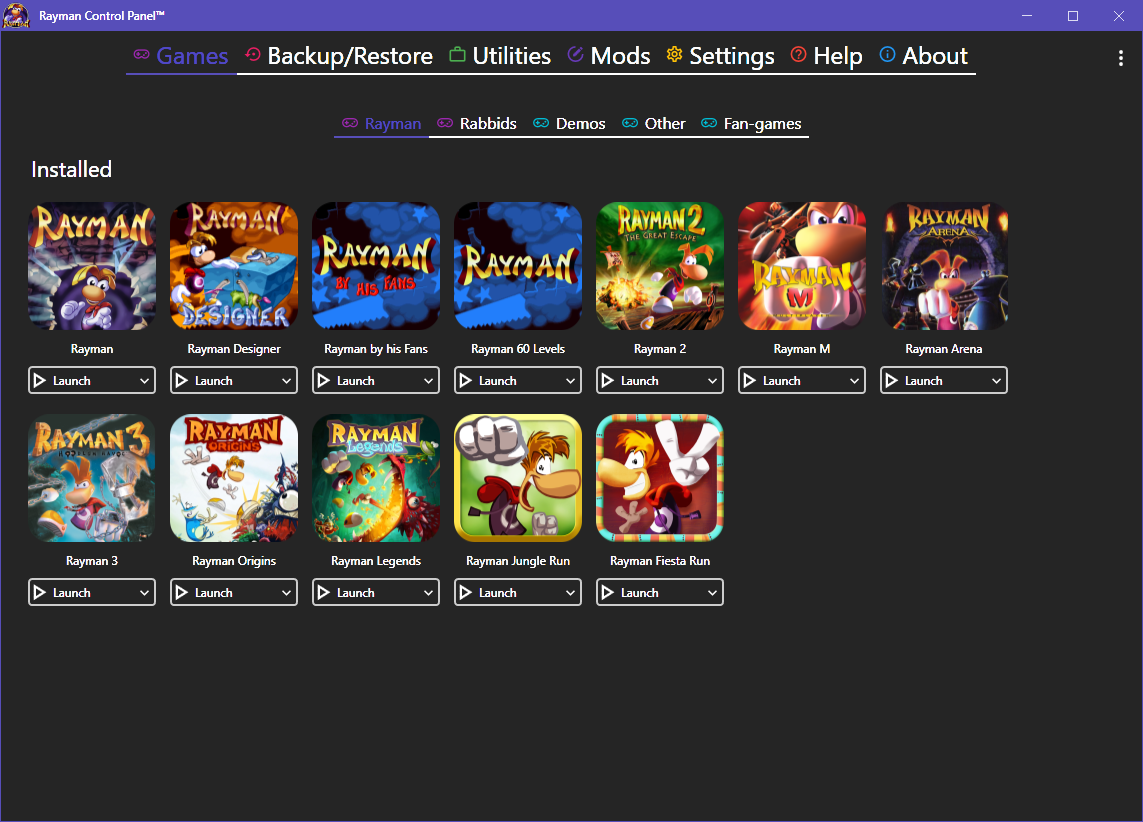 Rayman Control Panel™
Games Backup/Restore Utilities Mods Settings Help About
Rayman Rabbids Demos Other Fan-games
Installed
RAYMAN RAYMAN DESIGNER RAYMAN BY HIS FANS RAYMAN RAYMAN 2 THE GREAT ESCAPE RAYMAN M RAYMAN ARENA
Rayman Rayman Designer Rayman by his Fans Rayman 60 Levels Rayman 2 Rayman M Rayman Arena
Launch Launch Launch Launch Launch Launch Launch
RAYMAN 3 HOODLUM HAVOC RAYMAN ORIGINS RAYMAN Legends
Rayman 3 Rayman Origins Rayman Legends Rayman Jungle Run Rayman Fiesta Run
Launch Launch Launch Launch Launch